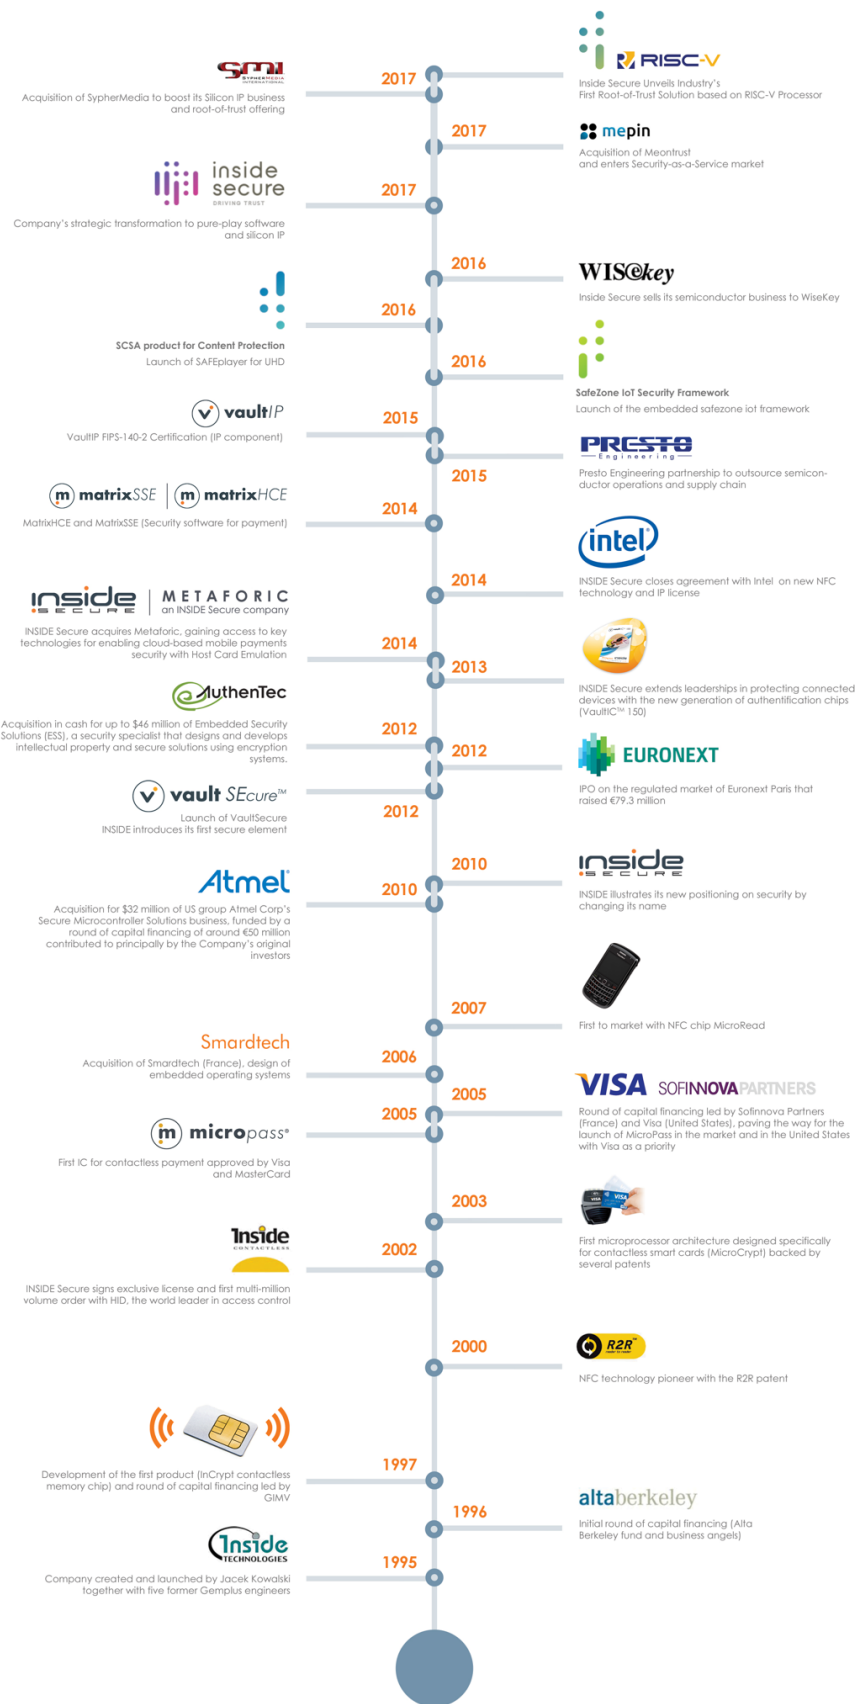 SMI
SYPHERMEDIA
INTERNATIONAL
2017
Acquisition of SypherMedia to boost its Silicon IP business
and root-of-trust offering
RISC-V
Inside Secure Unveils Industry's
First Root-of-Trust Solution based on RISC-V Processor
2017
mepin
Acquisition of Meontrust
and enters Security-as-a-Service market
inside
secure
DRIVING TRUST
2017
Company's strategic transformation to pure-play software
and silicon IP
2016
WISekey
Inside Secure sells its semiconductor business to WiseKey
2016
SCSA product for Content Protection
Launch of SAFEplayer for UHD
2016
SafeZone IoT Security Framework
Launch of the embedded safezone iot framework
vaultIP
2015
VaultIP FIPS-140-2 Certification (IP component)
PRESTO
Engineering
2015
Presto Engineering partnership to outsource semicon-
ductor operations and supply chain
m matrixSSE | m matrixHCE
2014
MatrixHCE and MatrixSSE (Security software for payment)
intel
2014
INSIDE Secure closes agreement with Intel on new NFC
technology and IP license
inside
SECURE
METAFORIC
an INSIDE Secure company
INSIDE Secure acquires Metaforic, gaining access to key
technologies for enabling cloud-based mobile payments
security with Host Card Emulation
2014
2013
INSIDE Secure extends leaderships in protecting connected
devices with the new generation of authentification chips
(VaultIC™ 150)
AuthenTec
Acquisition in cash for up to $46 million of Embedded Security
Solutions (ESS), a security specialist that designs and develops
intellectual property and secure solutions using encryption
systems.
2012
2012
EURONEXT
IPO on the regulated market of Euronext Paris that
raised €79.3 million
vault SEcure™
Launch of VaultSecure
INSIDE introduces its first secure element
2012
2010
inside
SECURE
INSIDE illustrates its new positioning on security by
changing its name
Atmel
2010
Acquisition for $32 million of US group Atmel Corp's
Secure Microcontroller Solutions business, funded by a
round of capital financing of around €50 million
contributed to principally by the Company's original
investors
2007
First to market with NFC chip MicroRead
Smardtech
2006
Acquisition of Smardtech (France), design of
embedded operating systems
2005
VISA SOFINNOVAPARTNERS
Round of capital financing led by Sofinnova Partners
(France) and Visa (United States), paving the way for the
launch of MicroPass in the market and in the United States
with Visa as a priority
2005
m micropass®
First IC for contactless payment approved by Visa
and MasterCard
2003
VISA
First microprocessor architecture designed specifically
for contactless smart cards (MicroCrypt) backed by
several patents
Inside
CONTACTLESS
2002
INSIDE Secure signs exclusive license and first multi-million
volume order with HID, the world leader in access control
2000
R2R™
NFC technology pioneer with the R2R patent
1997
Development of the first product (InCrypt contactless
memory chip) and round of capital financing led by
GIMV
1996
altaberkeley
Initial round of capital financing (Alta
Berkeley fund and business angels)
Inside
TECHNOLOGIES
1995
Company created and launched by Jacek Kowalski
together with five former Gemplus engineers